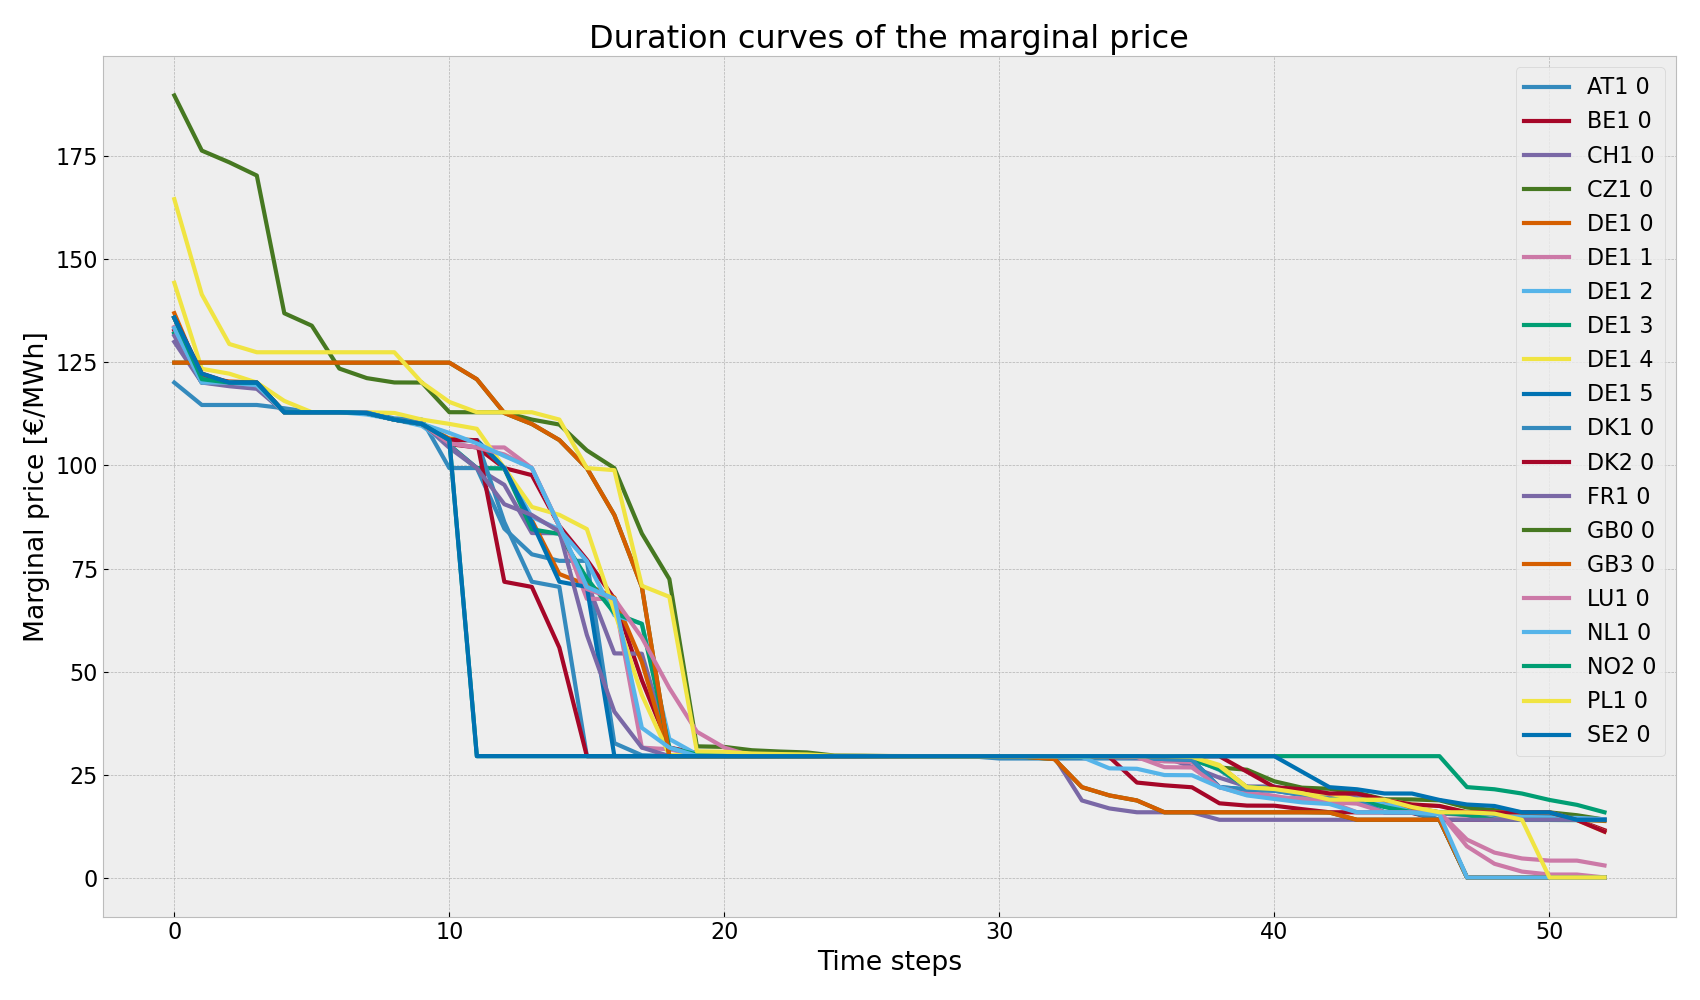 Duration curves of the marginal price
Marginal price [€/MWh]
175
150
125
100
75
50
25
0
0 10 20 30 40 50
Time steps
AT1 0
BE1 0
CH1 0
CZ1 0
DE1 0
DE1 1
DE1 2
DE1 3
DE1 4
DE1 5
DK1 0
DK2 0
FR1 0
GB0 0
GB3 0
LU1 0
NL1 0
NO2 0
PL1 0
SE2 0